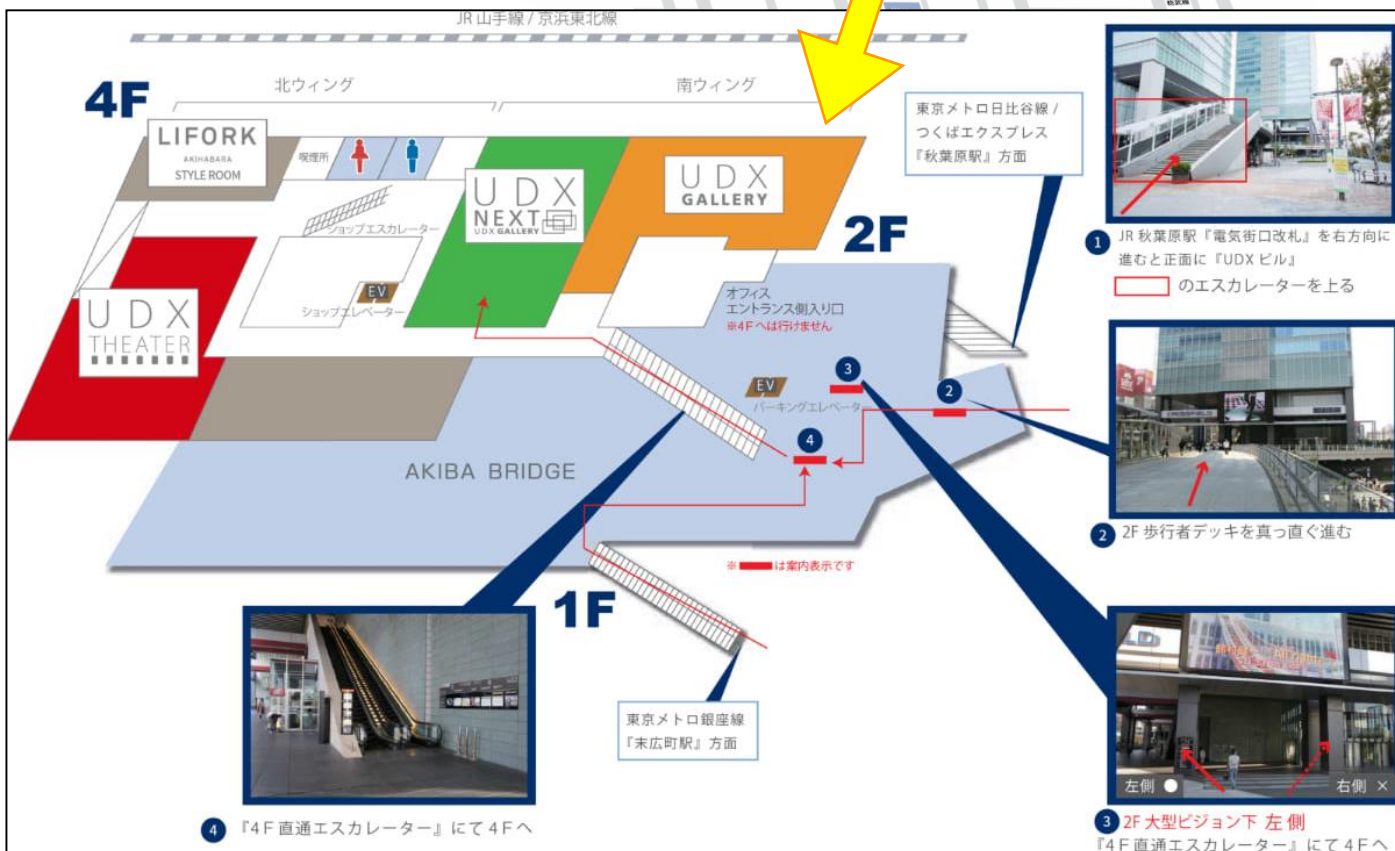 JR 山手線 / 京浜東北線
4F
北ウィング
南ウィング
LIFORK
AKIHABARA
STYLE ROOM
喫煙所
UDX
NEXT
UDX GALLERY
UDX
GALLERY
2F
ショップエスカレーター
EV
ショップエレベーター
UDX
THEATER
オフィス
エントランス側入り口
※4Fへは行けません
EV
パーキングエレベーター
3
2
4
AKIBA BRIDGE
※ は案内表示です
1F
東京メトロ日比谷線 /
つくばエクスプレス
『秋葉原駅』方面
東京メトロ銀座線
『末広町駅』方面
1 JR 秋葉原駅『電気街口改札』を右方向に
進むと正面に『UDX ビル』
のエスカレーターを上る
2 2F 歩行者デッキを真っ直ぐ進む
左側 ●
右側 ×
3 2F 大型ビジョン下 左側
『4F直通エスカレーター』にて4Fへ
4 『4F直通エスカレーター』にて4Fへ